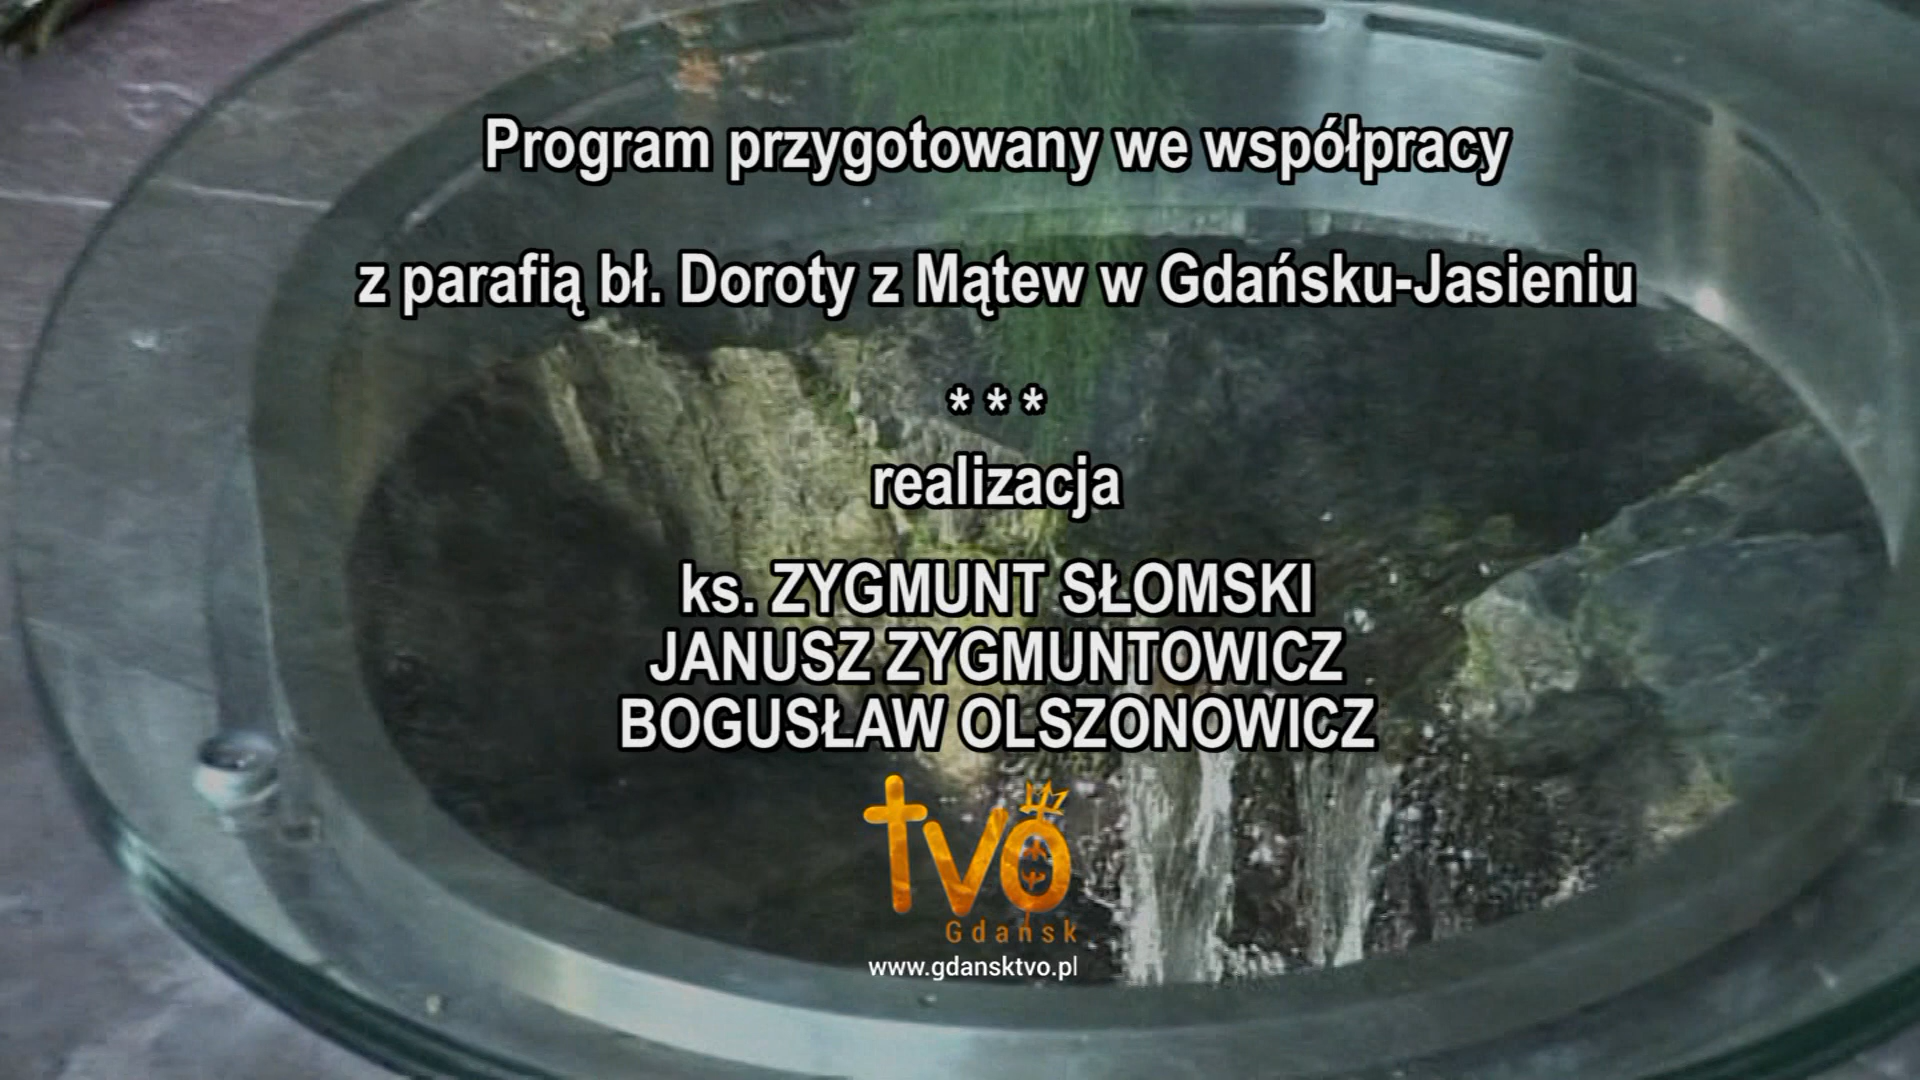 Program przygotowany we współpracy
z parafią bł. Doroty z Mątew w Gdańsku-Jasieniu
* * *
realizacja
ks. ZYGMUNT SŁOMSKI
JANUSZ ZYGMUNTOWICZ
BOGUSŁAW OLSZONOWICZ
tvo
Gdańsk
www.gdansktvo.pl